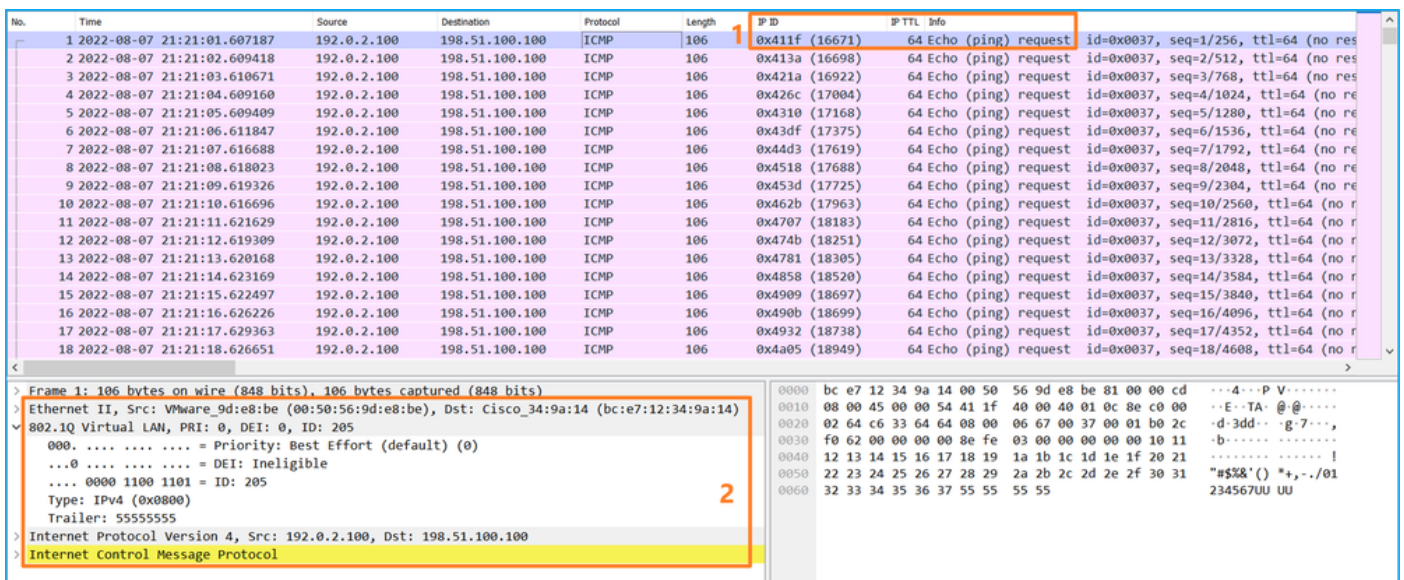 No. Time Source Destination Protocol Length IP ID IP TTL Info
1
1 2022-08-07 21:21:01.607187 192.0.2.100 198.51.100.100 ICMP 106 0x411f (16671) 64 Echo (ping) request id=0x0037, seq=1/256, ttl=64 (no res
2 2022-08-07 21:21:02.609418 192.0.2.100 198.51.100.100 ICMP 106 0x413a (16698) 64 Echo (ping) request id=0x0037, seq=2/512, ttl=64 (no res
3 2022-08-07 21:21:03.610671 192.0.2.100 198.51.100.100 ICMP 106 0x421a (16922) 64 Echo (ping) request id=0x0037, seq=3/768, ttl=64 (no res
4 2022-08-07 21:21:04.609160 192.0.2.100 198.51.100.100 ICMP 106 0x426c (17004) 64 Echo (ping) request id=0x0037, seq=4/1024, ttl=64 (no re
5 2022-08-07 21:21:05.609409 192.0.2.100 198.51.100.100 ICMP 106 0x4310 (17168) 64 Echo (ping) request id=0x0037, seq=5/1280, ttl=64 (no re
6 2022-08-07 21:21:06.611847 192.0.2.100 198.51.100.100 ICMP 106 0x43df (17375) 64 Echo (ping) request id=0x0037, seq=6/1536, ttl=64 (no re
7 2022-08-07 21:21:07.616688 192.0.2.100 198.51.100.100 ICMP 106 0x44d3 (17619) 64 Echo (ping) request id=0x0037, seq=7/1792, ttl=64 (no re
8 2022-08-07 21:21:08.618023 192.0.2.100 198.51.100.100 ICMP 106 0x4518 (17688) 64 Echo (ping) request id=0x0037, seq=8/2048, ttl=64 (no re
9 2022-08-07 21:21:09.619326 192.0.2.100 198.51.100.100 ICMP 106 0x453d (17725) 64 Echo (ping) request id=0x0037, seq=9/2304, ttl=64 (no re
10 2022-08-07 21:21:10.616696 192.0.2.100 198.51.100.100 ICMP 106 0x462b (17963) 64 Echo (ping) request id=0x0037, seq=10/2560, ttl=64 (no r
11 2022-08-07 21:21:11.621629 192.0.2.100 198.51.100.100 ICMP 106 0x4707 (18183) 64 Echo (ping) request id=0x0037, seq=11/2816, ttl=64 (no r
12 2022-08-07 21:21:12.619309 192.0.2.100 198.51.100.100 ICMP 106 0x474b (18251) 64 Echo (ping) request id=0x0037, seq=12/3072, ttl=64 (no r
13 2022-08-07 21:21:13.620168 192.0.2.100 198.51.100.100 ICMP 106 0x4781 (18305) 64 Echo (ping) request id=0x0037, seq=13/3328, ttl=64 (no r
14 2022-08-07 21:21:14.623169 192.0.2.100 198.51.100.100 ICMP 106 0x4858 (18520) 64 Echo (ping) request id=0x0037, seq=14/3584, ttl=64 (no r
15 2022-08-07 21:21:15.622497 192.0.2.100 198.51.100.100 ICMP 106 0x4909 (18697) 64 Echo (ping) request id=0x0037, seq=15/3840, ttl=64 (no r
16 2022-08-07 21:21:16.626226 192.0.2.100 198.51.100.100 ICMP 106 0x490b (18699) 64 Echo (ping) request id=0x0037, seq=16/4096, ttl=64 (no r
17 2022-08-07 21:21:17.629363 192.0.2.100 198.51.100.100 ICMP 106 0x4932 (18738) 64 Echo (ping) request id=0x0037, seq=17/4352, ttl=64 (no r
18 2022-08-07 21:21:18.626651 192.0.2.100 198.51.100.100 ICMP 106 0x4a05 (18949) 64 Echo (ping) request id=0x0037, seq=18/4608, ttl=64 (no r
Frame 1: 106 bytes on wire (848 bits), 106 bytes captured (848 bits)
Ethernet II, Src: VMware_9d:e8:be (00:50:56:9d:e8:be), Dst: Cisco_34:9a:14 (bc:e7:12:34:9a:14)
802.1Q Virtual LAN, PRI: 0, DEI: 0, ID: 205
000. .... .... .... = Priority: Best Effort (default) (0)
...0 .... .... .... = DEI: Ineligible
.... 0000 1100 1101 = ID: 205
Type: IPv4 (0x0800)
Trailer: 55555555
Internet Protocol Version 4, Src: 192.0.2.100, Dst: 198.51.100.100
Internet Control Message Protocol
2
0000 bc e7 12 34 9a 14 00 50 56 9d e8 be 81 00 00 cd ···4···P V·······
0010 08 00 45 00 00 54 41 1f 40 00 40 01 0c 8e c0 00 ··E··TA· @·@·····
0020 02 64 c6 33 64 64 08 00 06 67 00 37 00 01 b0 2c ·d·3dd·· ·g·7···,
0030 f0 62 00 00 00 00 8e fe 03 00 00 00 00 00 10 11 ·b······ ········
0040 12 13 14 15 16 17 18 19 1a 1b 1c 1d 1e 1f 20 21 ········ ······ !
0050 22 23 24 25 26 27 28 29 2a 2b 2c 2d 2e 2f 30 31 "#$%&'() *+,-./01
0060 32 33 34 35 36 37 55 55 55 55 234567UU UU